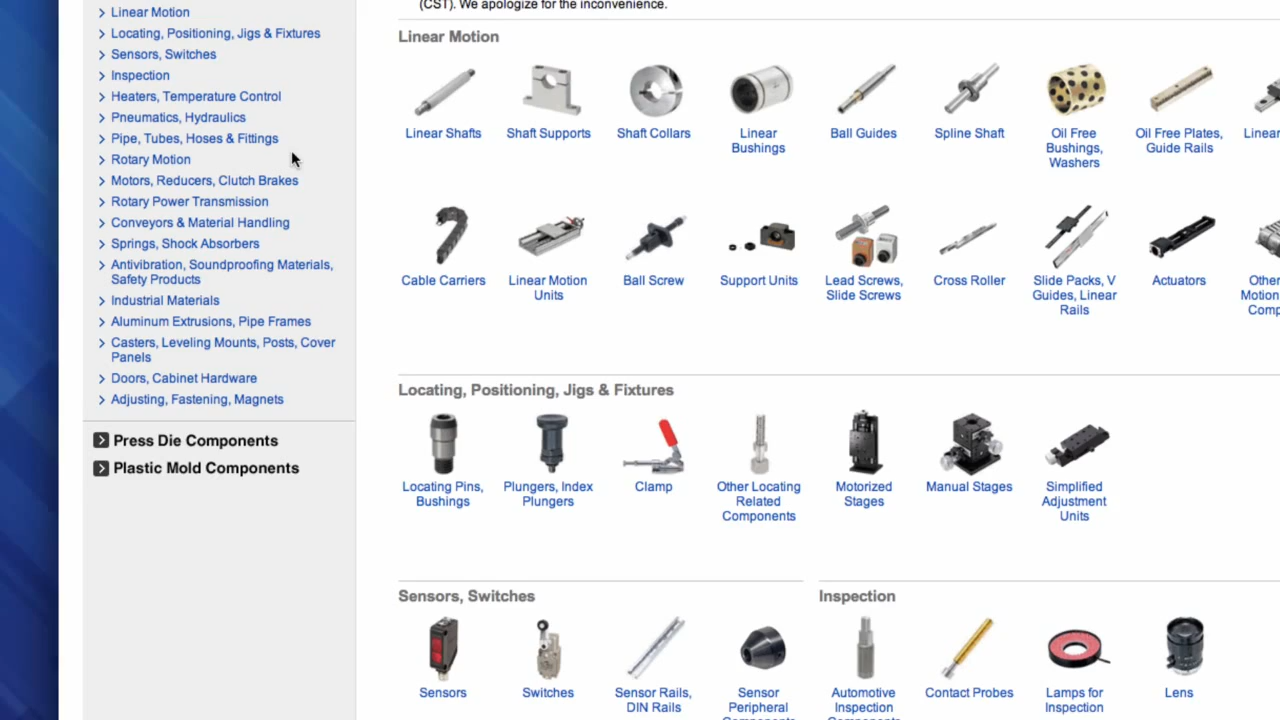 (CST). We apologize for the inconvenience.
Linear Motion
Locating, Positioning, Jigs & Fixtures
Sensors, Switches
Inspection
Heaters, Temperature Control
Pneumatics, Hydraulics
Pipe, Tubes, Hoses & Fittings
Rotary Motion
Motors, Reducers, Clutch Brakes
Rotary Power Transmission
Conveyors & Material Handling
Springs, Shock Absorbers
Antivibration, Soundproofing Materials,
Safety Products
Industrial Materials
Aluminum Extrusions, Pipe Frames
Casters, Leveling Mounts, Posts, Cover
Panels
Doors, Cabinet Hardware
Adjusting, Fastening, Magnets
Press Die Components
Plastic Mold Components
Linear Motion
Linear Shafts
Shaft Supports
Shaft Collars
Linear
Bushings
Ball Guides
Spline Shaft
Oil Free
Bushings,
Washers
Oil Free Plates,
Guide Rails
Linear
Cable Carriers
Linear Motion
Units
Ball Screw
Support Units
Lead Screws,
Slide Screws
Cross Roller
Slide Packs, V
Guides, Linear
Rails
Actuators
Other
Motion
Comp
Locating, Positioning, Jigs & Fixtures
Locating Pins,
Bushings
Plungers, Index
Plungers
Clamp
Other Locating
Related
Components
Motorized
Stages
Manual Stages
Simplified
Adjustment
Units
Sensors, Switches
Sensors
Switches
Sensor Rails,
DIN Rails
Sensor
Peripheral
Components
Inspection
Automotive
Inspection
Components
Contact Probes
Lamps for
Inspection
Lens